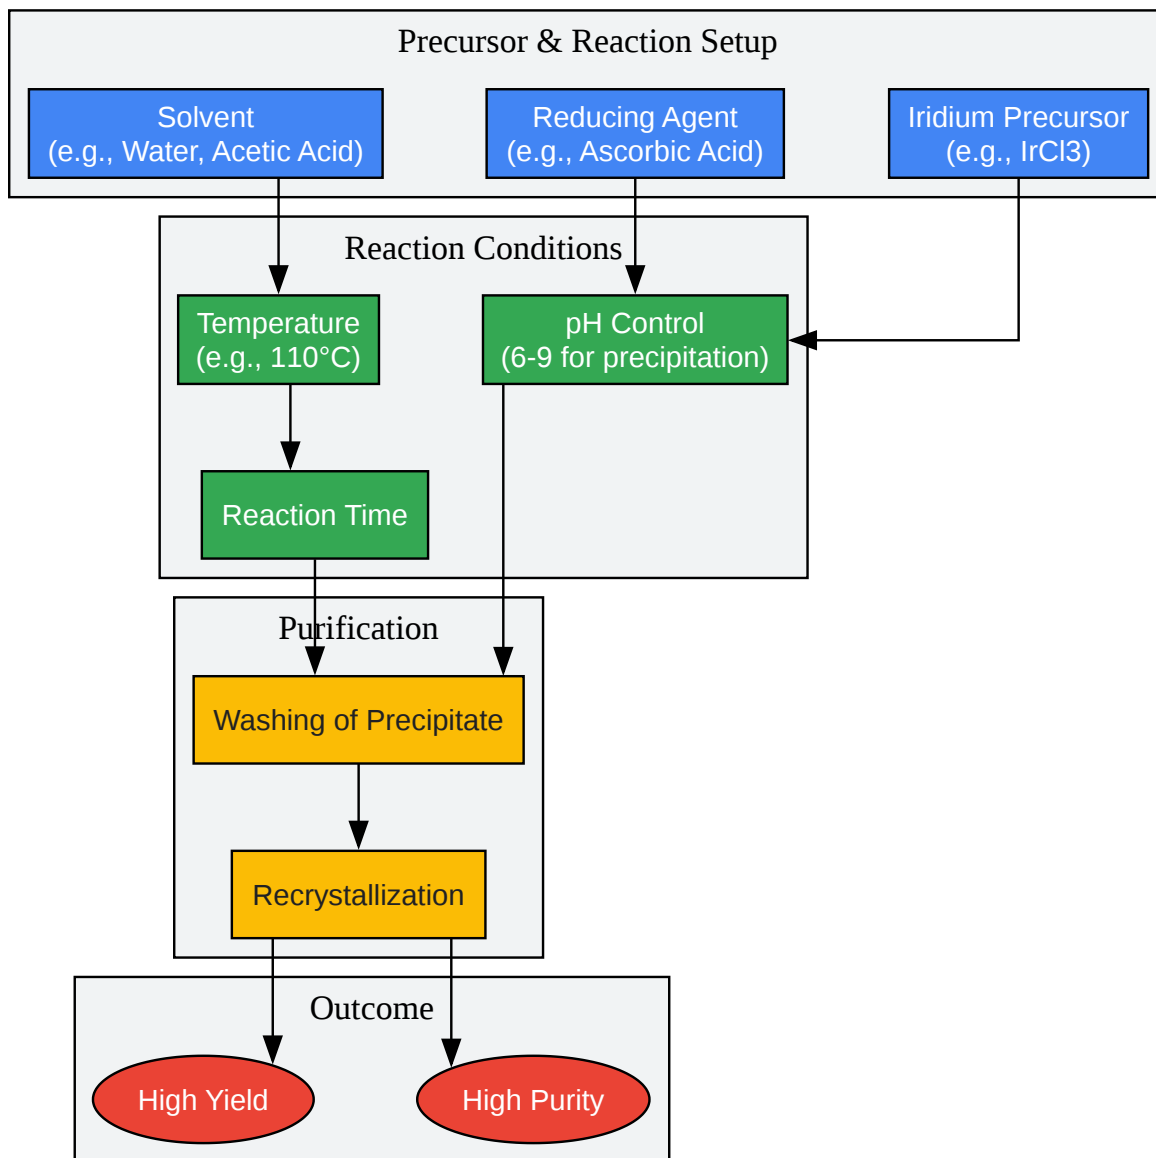 Precursor & Reaction Setup
Solvent
(e.g., Water, Acetic Acid)
Reducing Agent
(e.g., Ascorbic Acid)
Iridium Precursor
(e.g., IrCl3)
Reaction Conditions
Temperature
(e.g., 110°C)
pH Control
(6-9 for precipitation)
Reaction Time
Purification
Washing of Precipitate
Recrystallization
Outcome
High Yield
High Purity